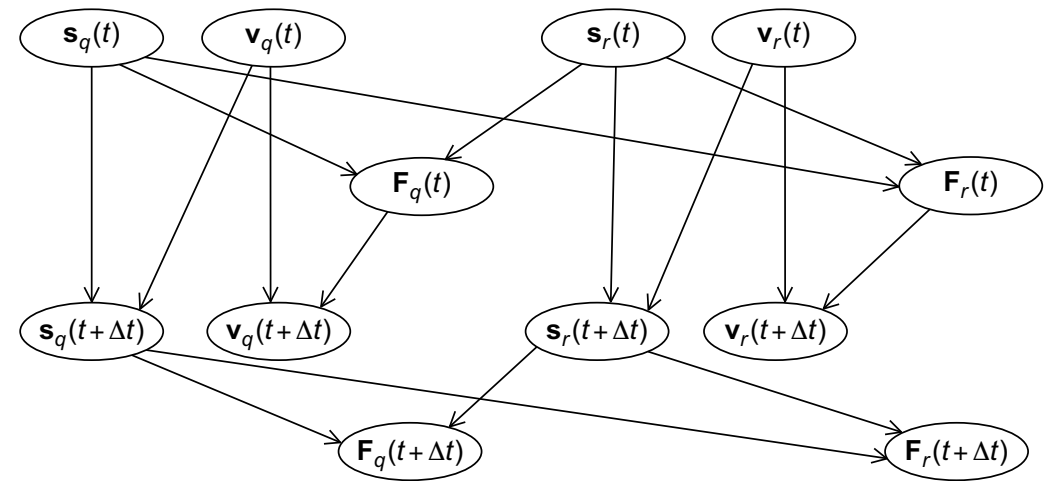 s_q(t) v_q(t) s_r(t) v_r(t)
F_q(t) F_r(t)
s_q(t + Δt) v_q(t + Δt) s_r(t + Δt) v_r(t + Δt)
F_q(t + Δt) F_r(t + Δt)